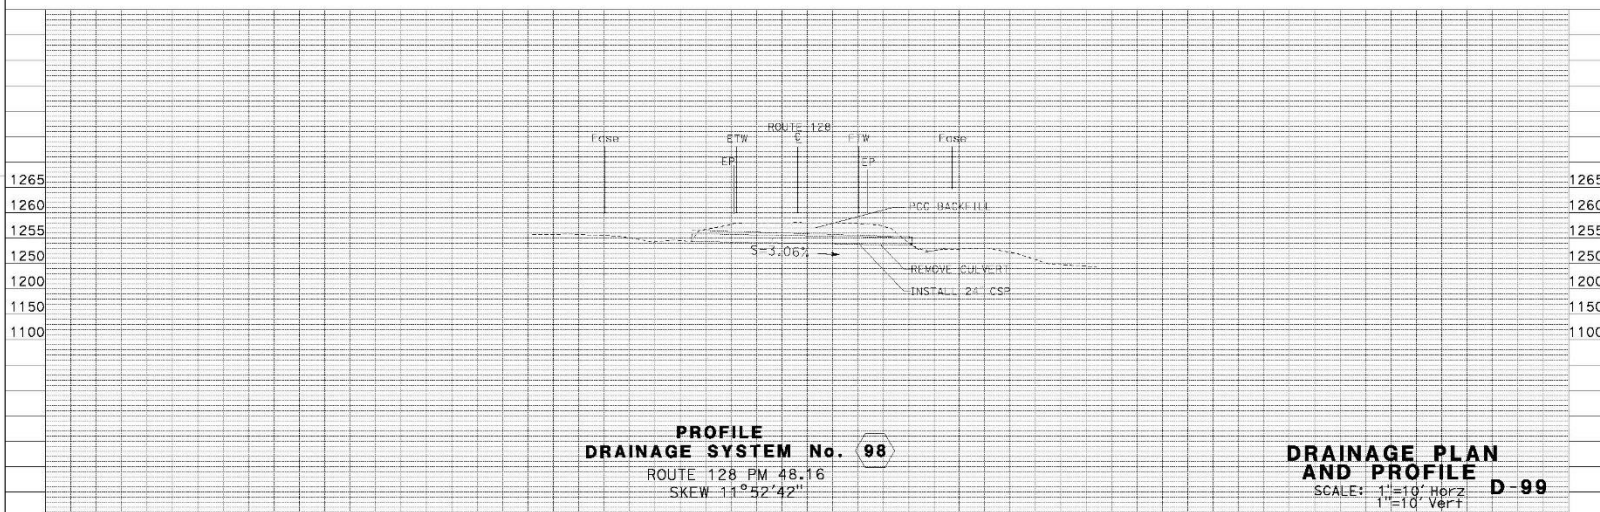 ROUTE 128
℄
Ease ETW ETW Ease
EP EP
1265 1265
1260 PCC BACKFILL 1260
1255 1255
S=3.06%
1250 1250
REMOVE CULVERT
1200 1200
INSTALL 24" CSP
1150 1150
1100 1100
PROFILE
DRAINAGE SYSTEM No. 98
ROUTE 128 PM 48.16
SKEW 11°52'42"
DRAINAGE PLAN
AND PROFILE
SCALE: 1"=10' Horz
1"=10' Vert
D-99